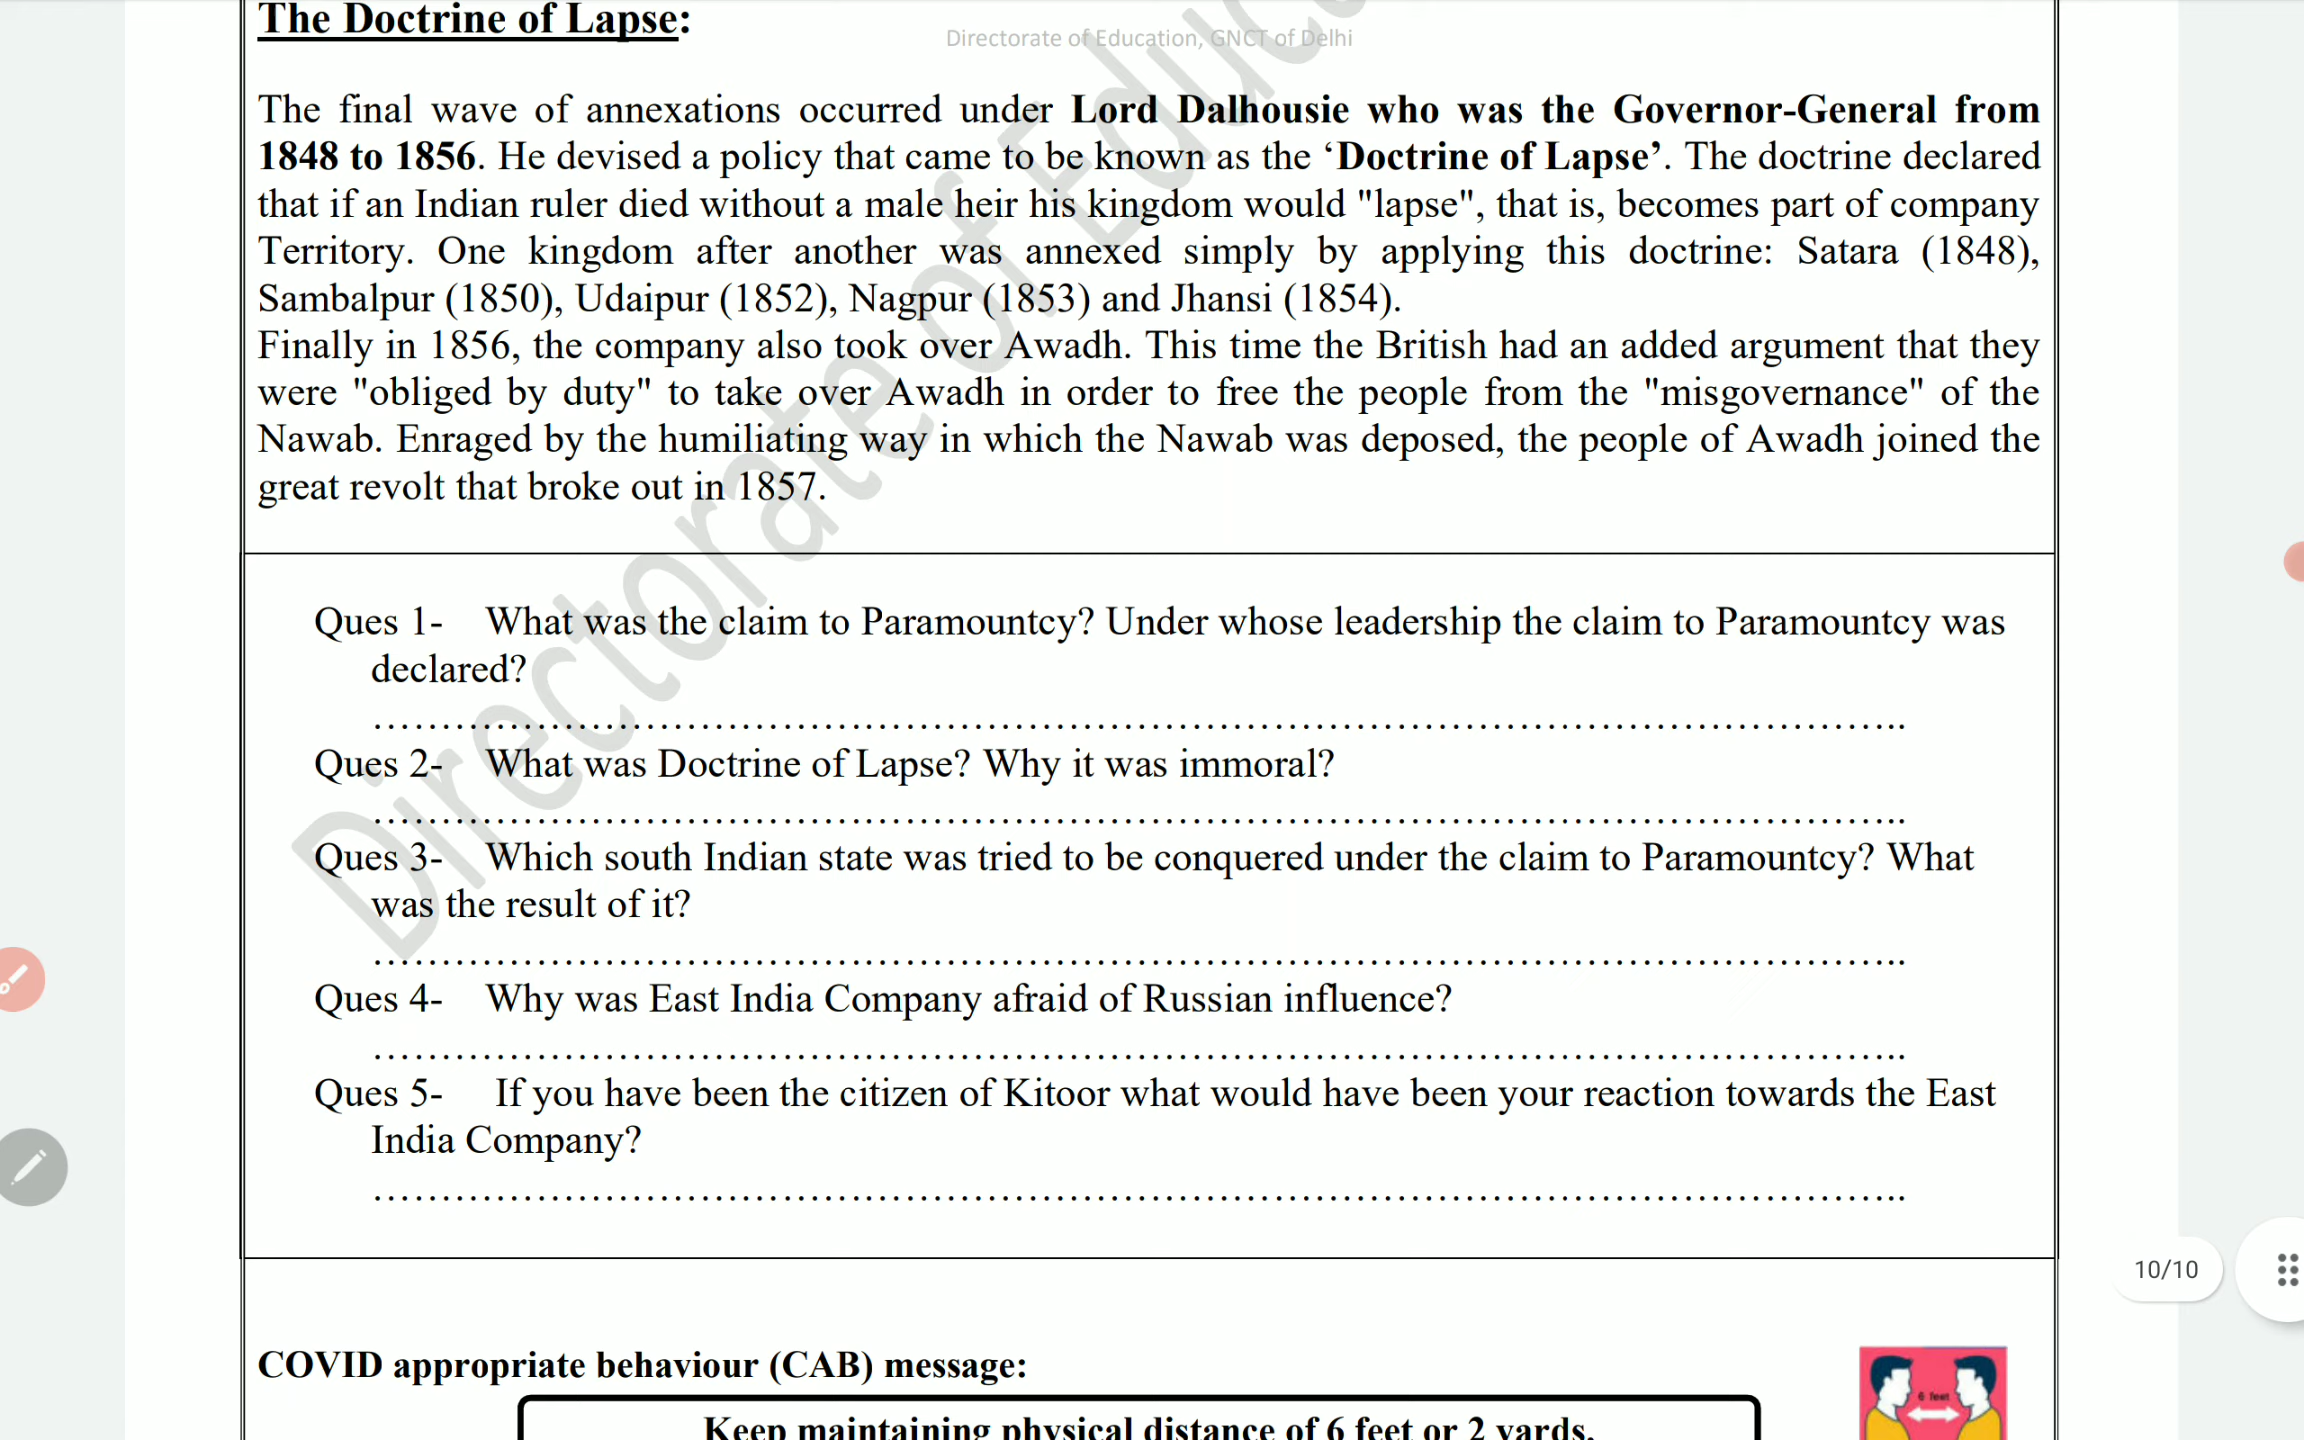 The Doctrine of Lapse:
Directorate of Education, GNCT of Delhi
The final wave of annexations occurred under Lord Dalhousie who was the Governor-General from
1848 to 1856. He devised a policy that came to be known as the ‘Doctrine of Lapse’. The doctrine declared
that if an Indian ruler died without a male heir his kingdom would "lapse", that is, becomes part of company
Territory. One kingdom after another was annexed simply by applying this doctrine: Satara (1848),
Sambalpur (1850), Udaipur (1852), Nagpur (1853) and Jhansi (1854).
Finally in 1856, the company also took over Awadh. This time the British had an added argument that they
were "obliged by duty" to take over Awadh in order to free the people from the "misgovernance" of the
Nawab. Enraged by the humiliating way in which the Nawab was deposed, the people of Awadh joined the
great revolt that broke out in 1857.
Directorate of Educa
Ques 1- What was the claim to Paramountcy? Under whose leadership the claim to Paramountcy was
declared?
Ques 2- What was Doctrine of Lapse? Why it was immoral?
Ques 3- Which south Indian state was tried to be conquered under the claim to Paramountcy? What
was the result of it?
Ques 4- Why was East India Company afraid of Russian influence?
Ques 5- If you have been the citizen of Kitoor what would have been your reaction towards the East
India Company?
10/10
COVID appropriate behaviour (CAB) message:
6 feet
Keep maintaining physical distance of 6 feet or 2 yards.